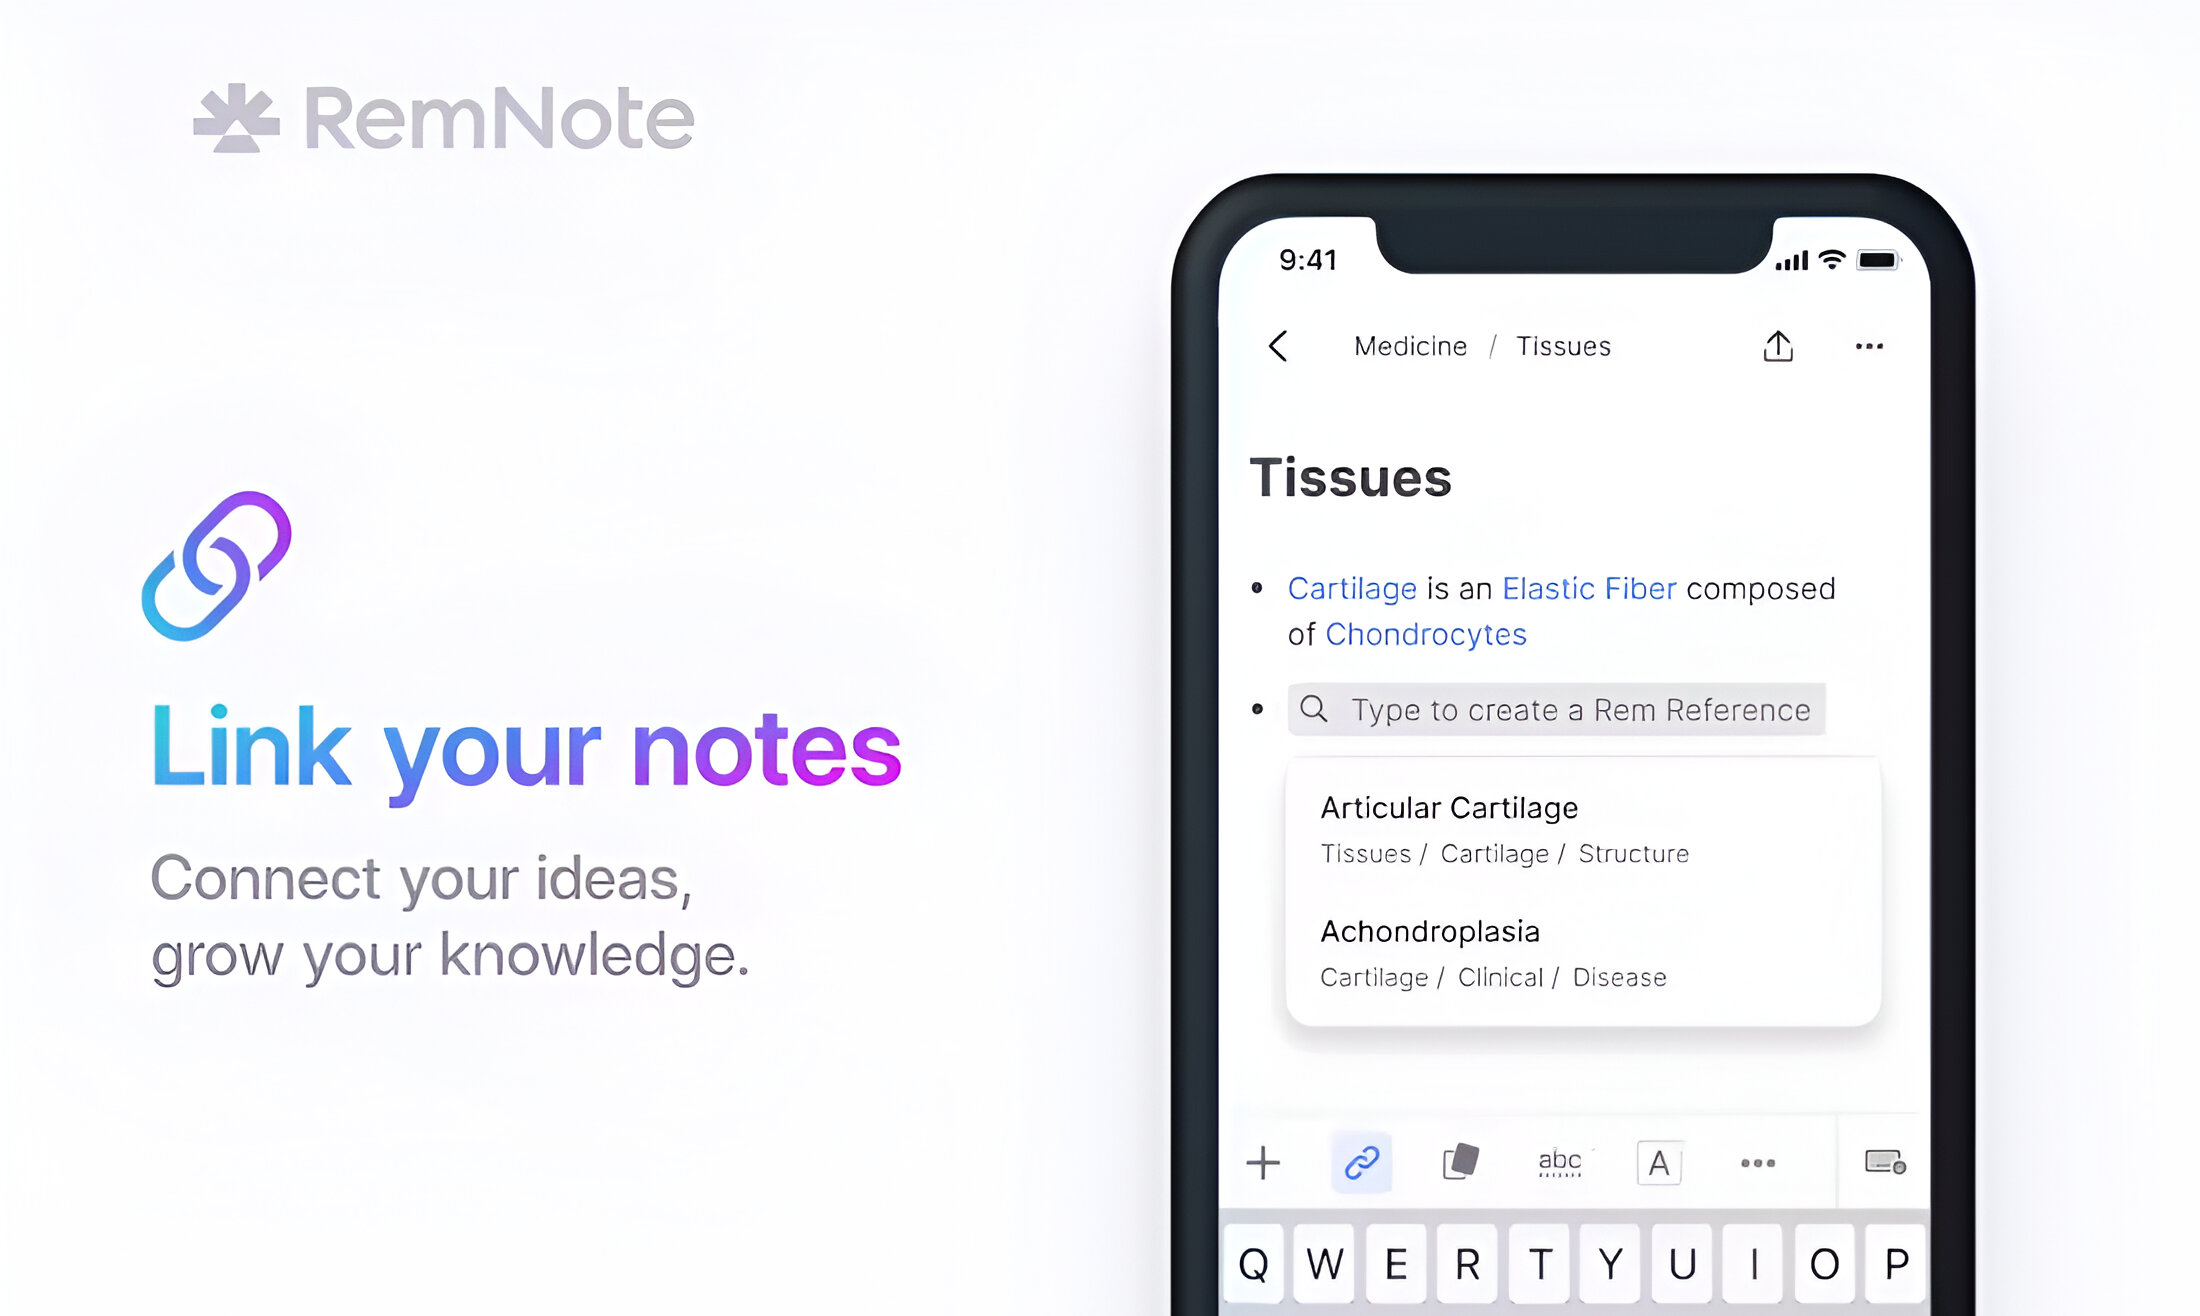 RemNote
Link your notes
Connect your ideas,
grow your knowledge.
9:41
Medicine / Tissues
Tissues
• Cartilage is an Elastic Fiber composed
of Chondrocytes
• Type to create a Rem Reference
Articular Cartilage
Tissues / Cartilage / Structure
Achondroplasia
Cartilage / Clinical / Disease
abc A
Q W E R T Y U I O P